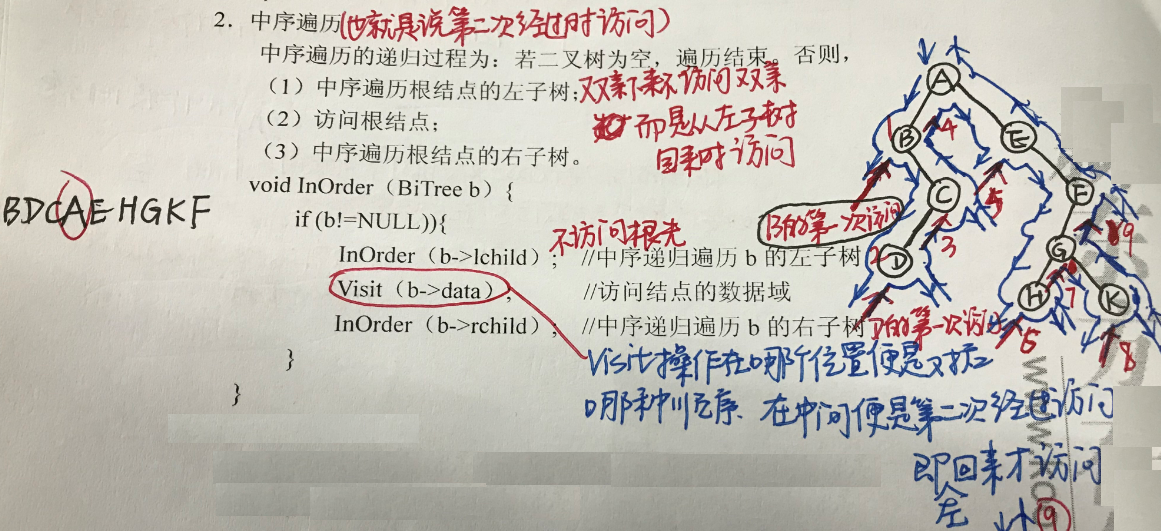 2. 中序遍历(也就是说第二次经过时访问)
中序遍历的递归过程为：若二叉树为空，遍历结束。否则，
(1) 中序遍历根结点的左子树;
(2) 访问根结点;
(3) 中序遍历根结点的右子树。
而是从左子树
回来时访问
void InOrder (BiTree b) {
BDCAEHGKF
if (b!=NULL)){
不访问根先
InOrder (b->lchild); //中序递归遍历 b 的左子树
Visit (b->data); //访问结点的数据域
InOrder (b->rchild); //中序递归遍历 b 的右子树
}
}
A
B
E
C
F
D
G
H
K
1
4
5
3
2
9
7
6
8
B的第一次访问
D的第一次访问
Visit操作在哪个位置便是对应
哪种顺序. 在中间便是第二次经过访问
即回来才访问
左
9
www.